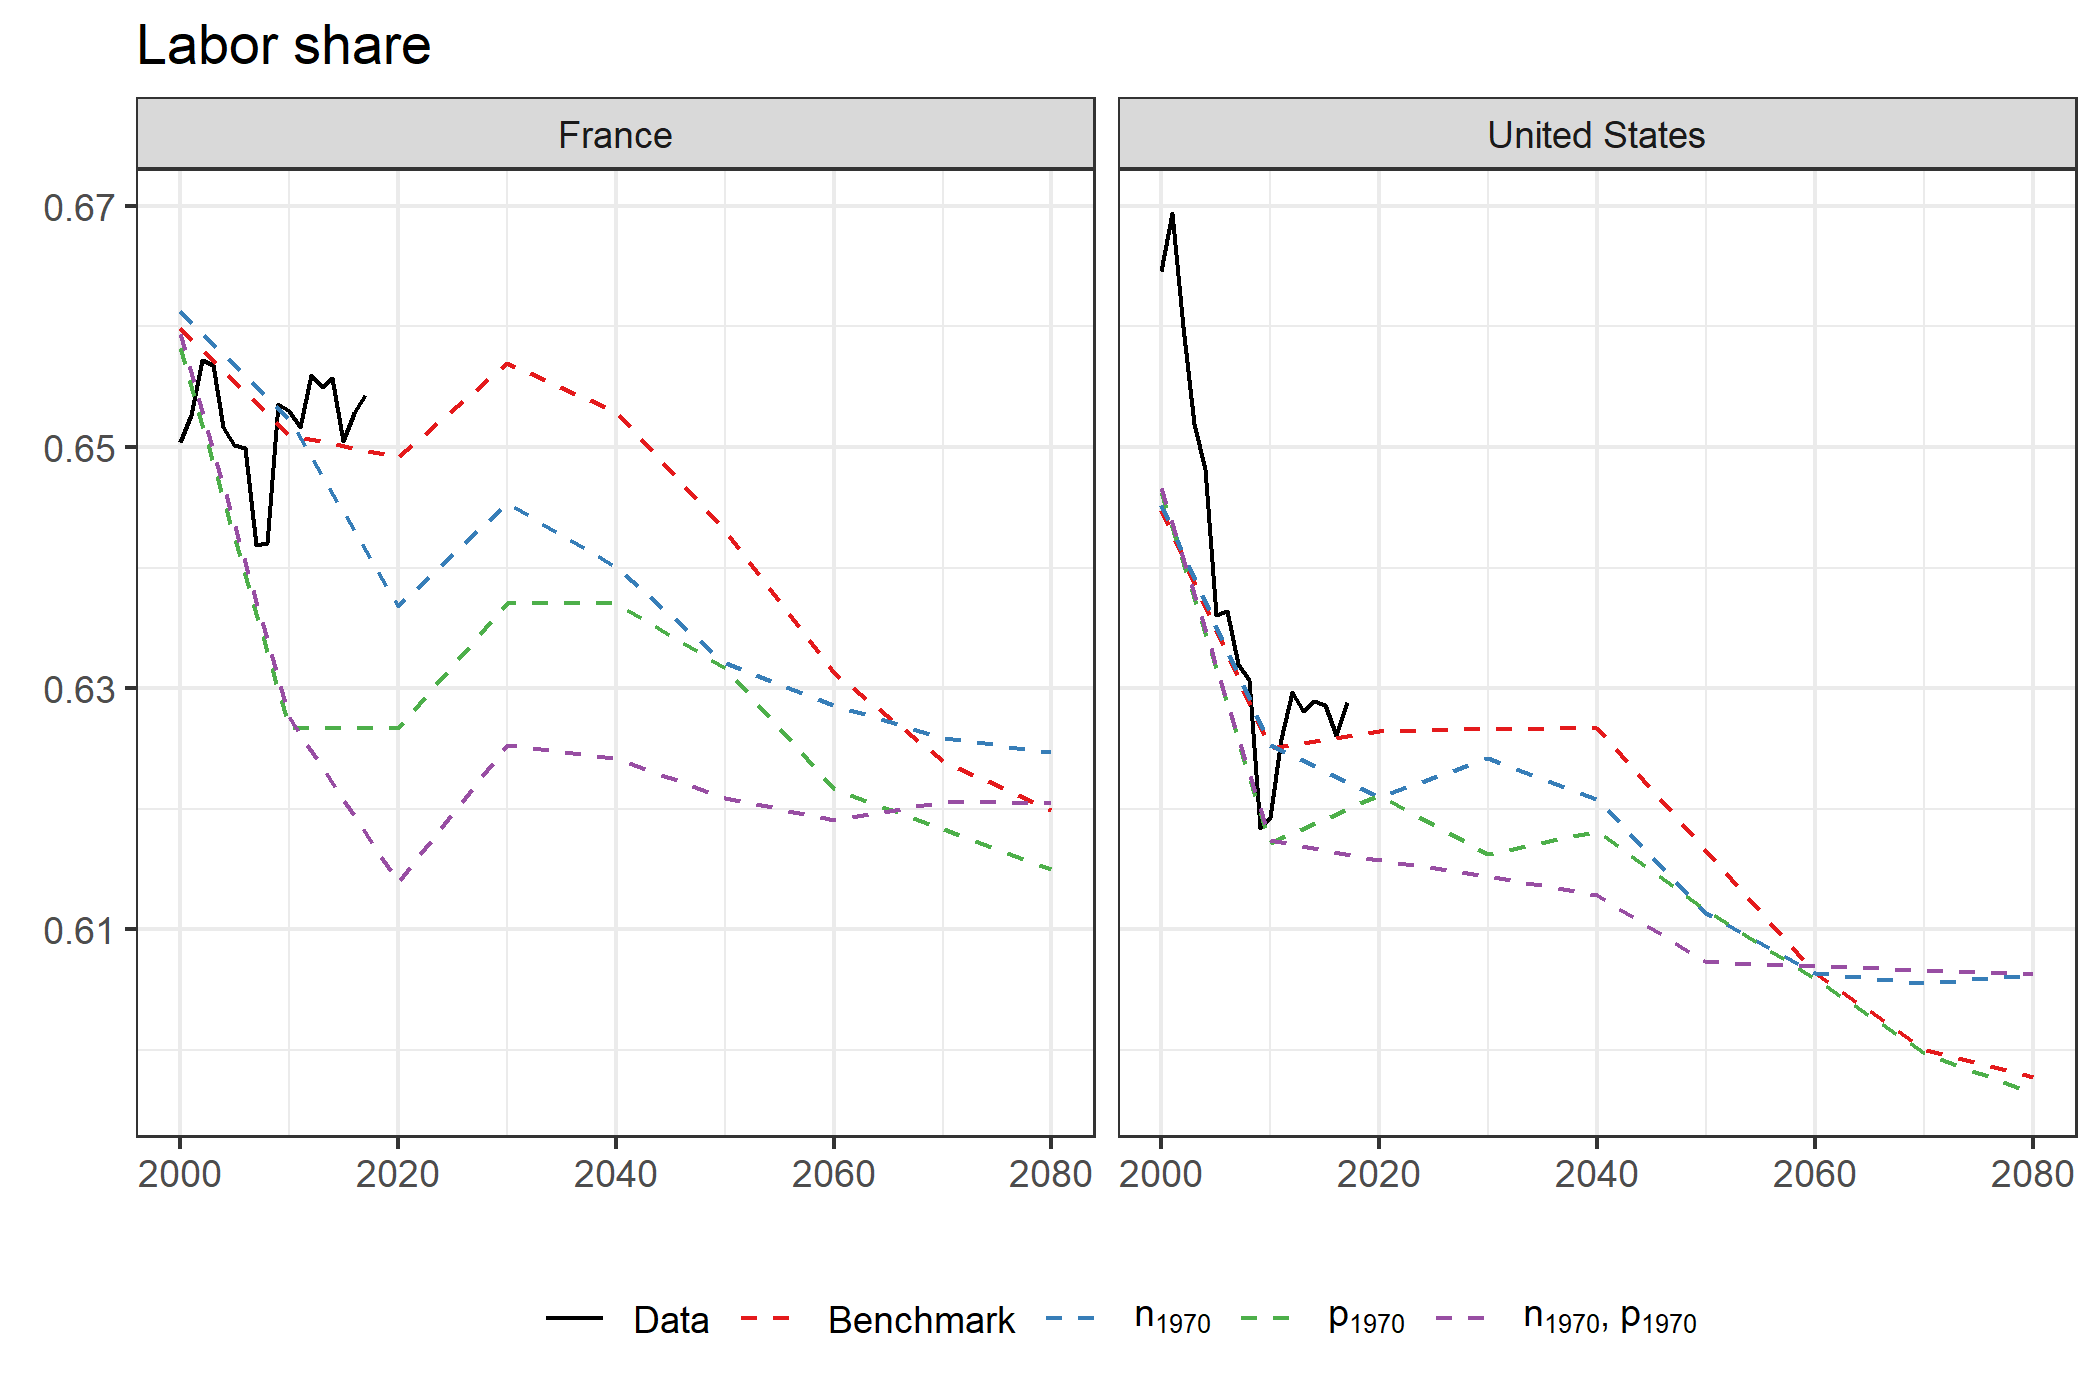 Labor share
France
United States
0.67
0.65
0.63
0.61
2000 2020 2040 2060 2080
2000 2020 2040 2060 2080
Data Benchmark n₁₉₇₀ p₁₉₇₀ n₁₉₇₀, p₁₉₇₀